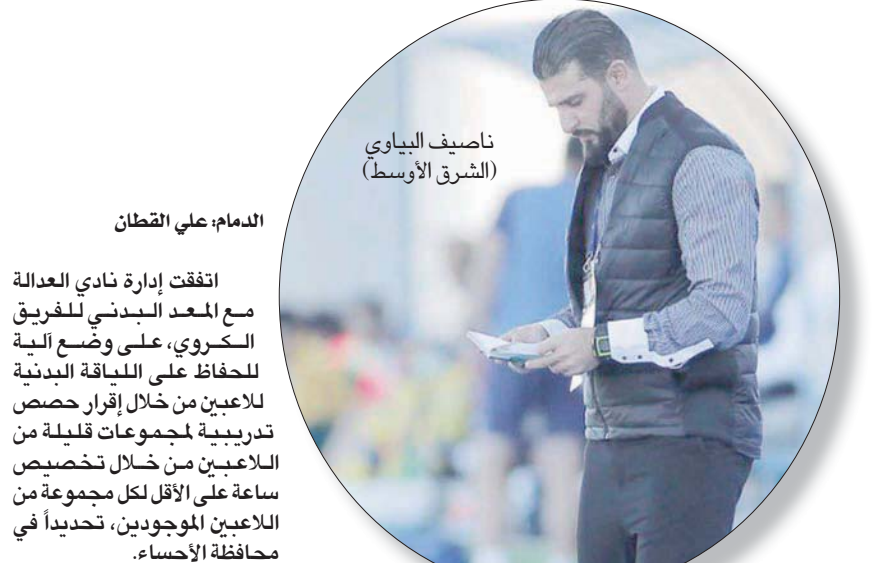 ناصيف البياوي
(الشرق الأوسط)
الدمام: علي القطان
اتفقت إدارة نادي العدالة
مع المعد البدني للفريق
الكروي، على وضع آلية
للحفاظ على اللياقة البدنية
للاعبين من خلال إقرار حصص
تدريبية لمجموعات قليلة من
اللاعبين من خلال تخصيص
ساعة على الأقل لكل مجموعة من
اللاعبين الموجودين، تحديداً في
محافظة الأحساء.